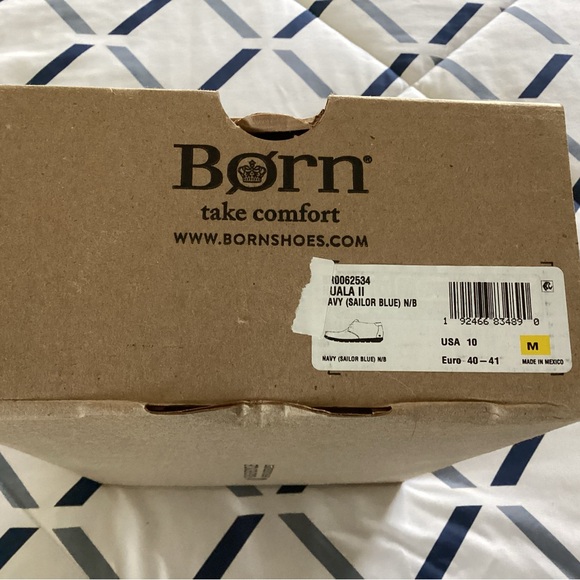 Børn®
take comfort
WWW.BORNSHOES.COM
0062534
UALA II
AVY (SAILOR BLUE) N/B
1 92466 83489 0
USA 10
M
Euro 40-41
MADE IN MEXICO
NAVY (SAILOR BLUE) N/B